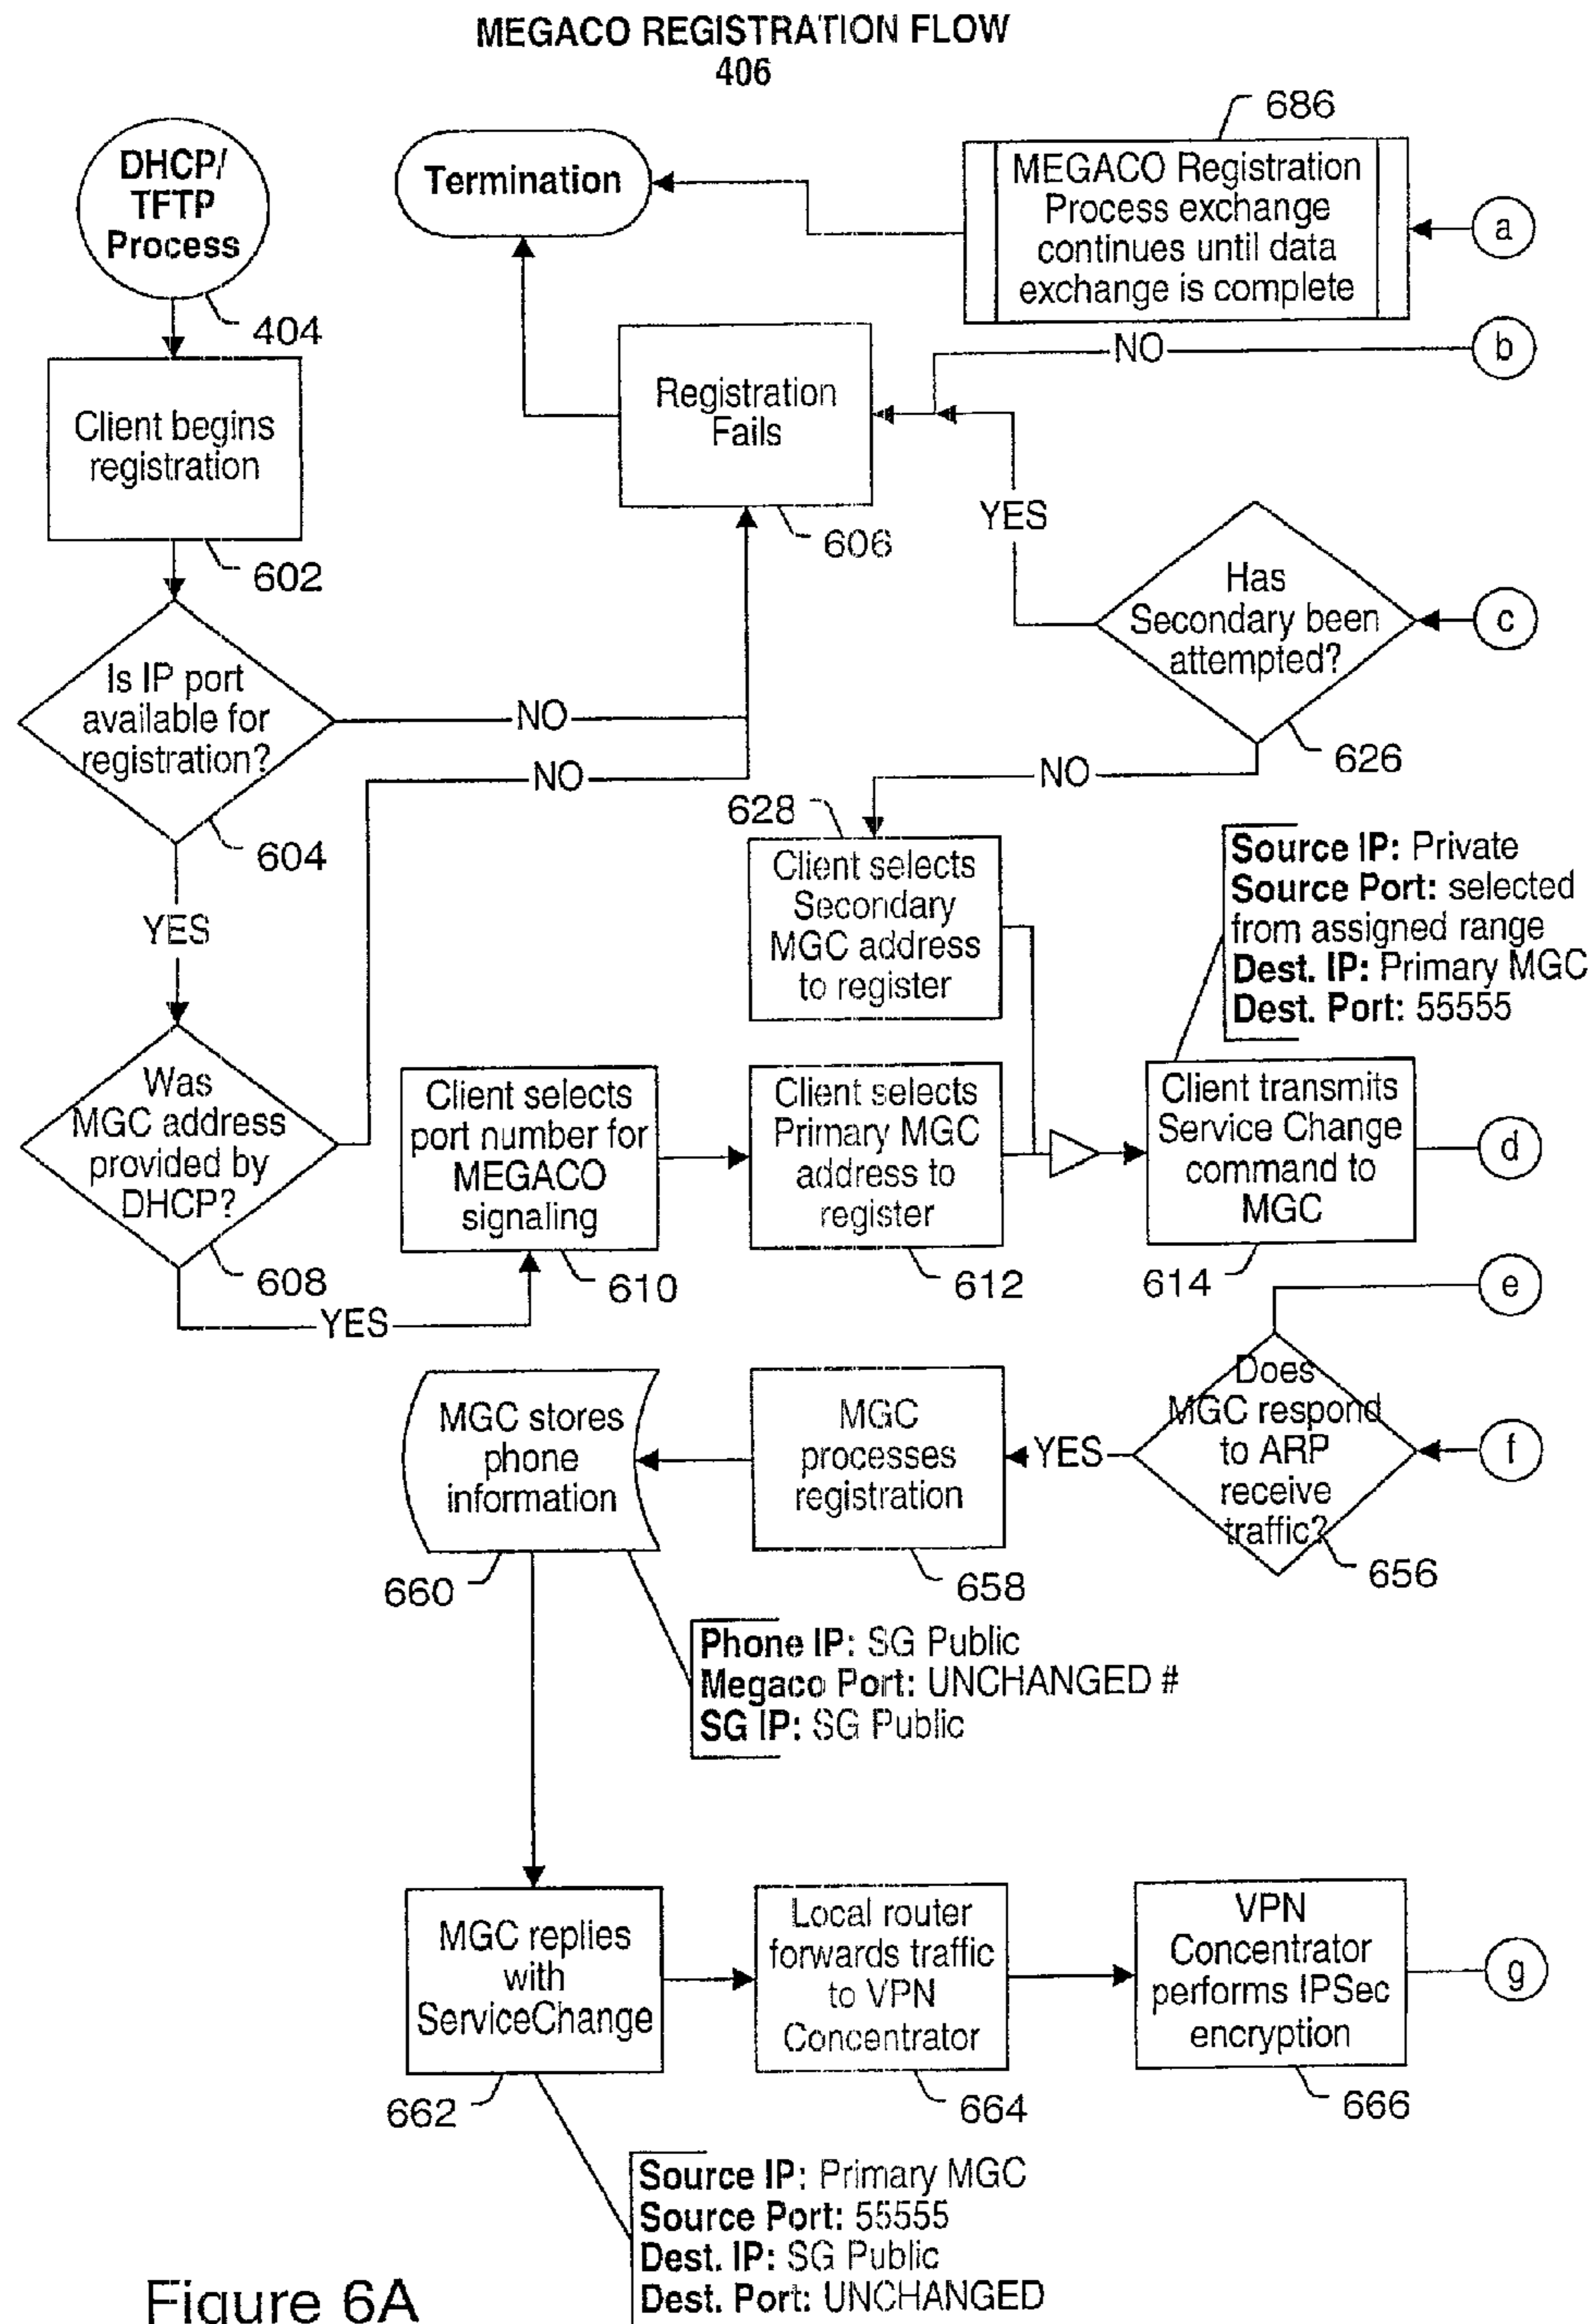 MEGACO REGISTRATION FLOW
406
DHCP/
TFTP
Process
404
Termination
686
MEGACO Registration
Process exchange
continues until data
exchange is complete
a
NO
b
Client begins
registration
602
Registration
Fails
606
YES
Has
Secondary been
attempted?
c
626
Is IP port
available for
registration?
NO
604
NO
NO
YES
628
Client selects
Secondary
MGC address
to register
Source IP: Private
Source Port: selected
from assigned range
Dest. IP: Primary MGC
Dest. Port: 55555
Was
MGC address
provided by
DHCP?
608
YES
Client selects
port number for
MEGACO
signaling
610
Client selects
Primary MGC
address to
register
612
Client transmits
Service Change
command to
MGC
614
d
e
MGC stores
phone
information
660
MGC
processes
registration
658
YES
Does
MGC respond
to ARP
receive
traffic?
656
f
Phone IP: SG Public
Megaco Port: UNCHANGED #
SG IP: SG Public
MGC replies
with
ServiceChange
662
Local router
forwards traffic
to VPN
Concentrator
664
VPN
Concentrator
performs IPSec
encryption
666
g
Source IP: Primary MGC
Source Port: 55555
Dest. IP: SG Public
Dest. Port: UNCHANGED
Figure 6A